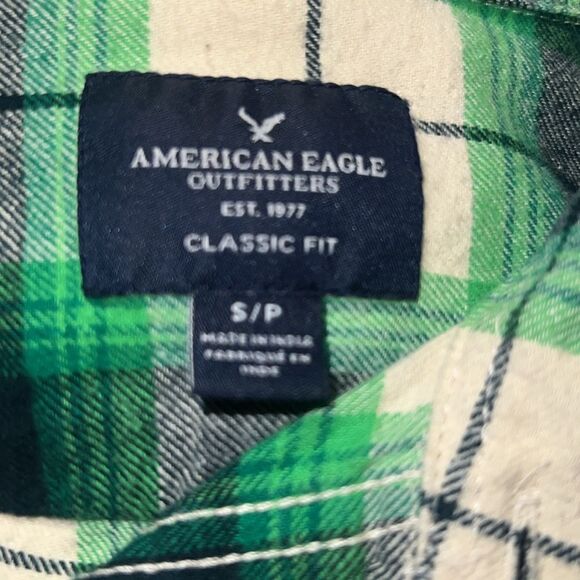 AMERICAN EAGLE
OUTFITTERS
EST. 1977
CLASSIC FIT
S/P
MADE IN INDIA
FABRIQUÉ EN
INDE